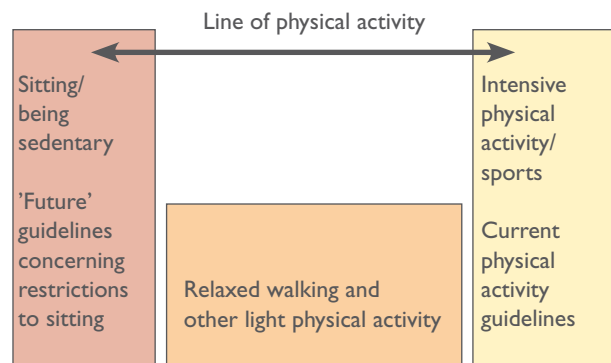 Line of physical activity
Sitting/
being
sedentary
’Future’
guidelines
concerning
restrictions
to sitting
Relaxed walking and
other light physical activity
Intensive
physical
activity/
sports
Current
physical
activity
guidelines